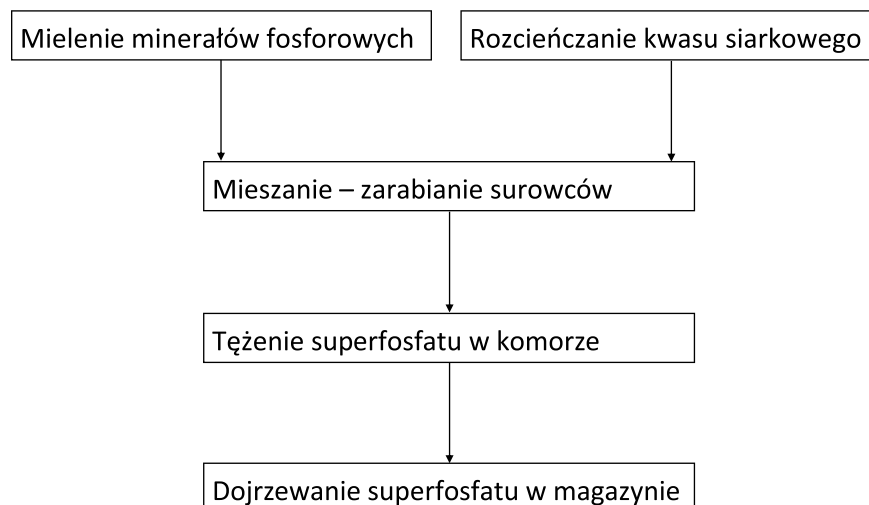 Mielenie minerałów fosforowych
Rozcieńczanie kwasu siarkowego
Mieszanie – zarabianie surowców
Tężenie superfosfatu w komorze
Dojrzewanie superfosfatu w magazynie